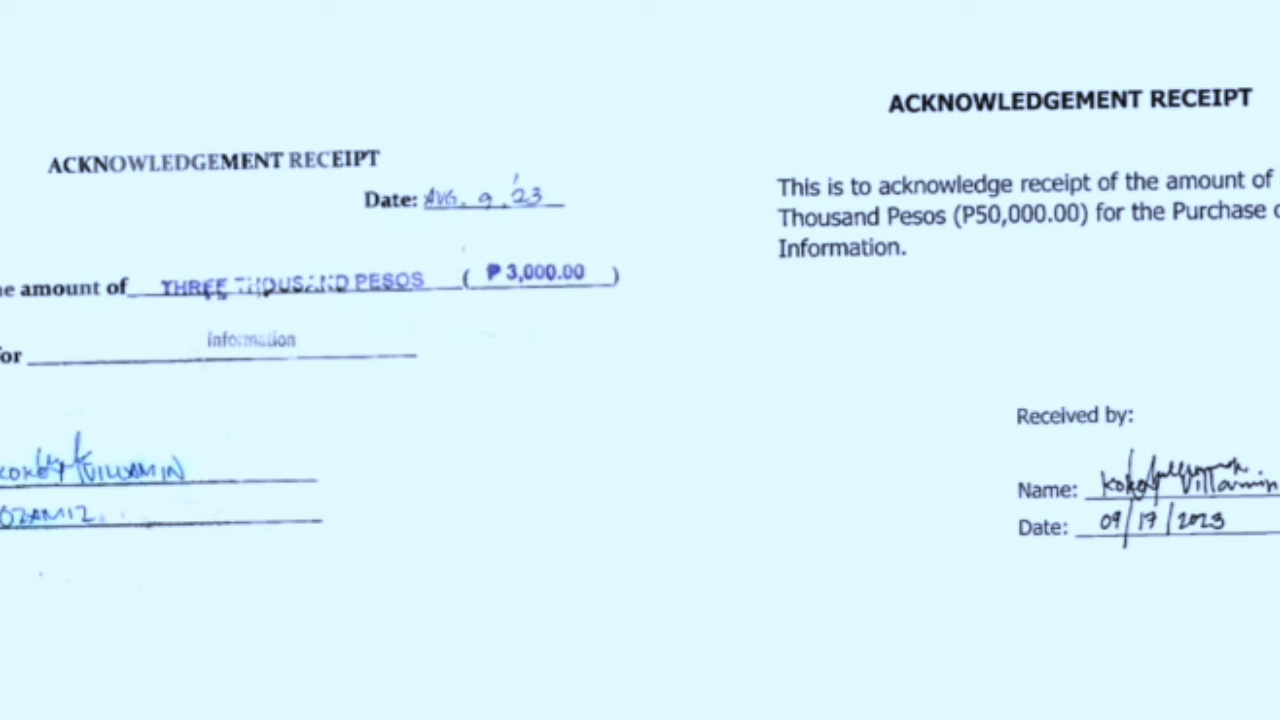 ACKNOWLEDGEMENT RECEIPT
Date: AUG. 9, '23
e amount of THREE THOUSAND PESOS ( ₱ 3,000.00 )
for Information
KOKOY VILLAMIN
OZAMIZ
ACKNOWLEDGEMENT RECEIPT
This is to acknowledge receipt of the amount of
Thousand Pesos (P50,000.00) for the Purchase o
Information.
Received by:
Name: Kokoy Villamin
Date: 09/17/2023